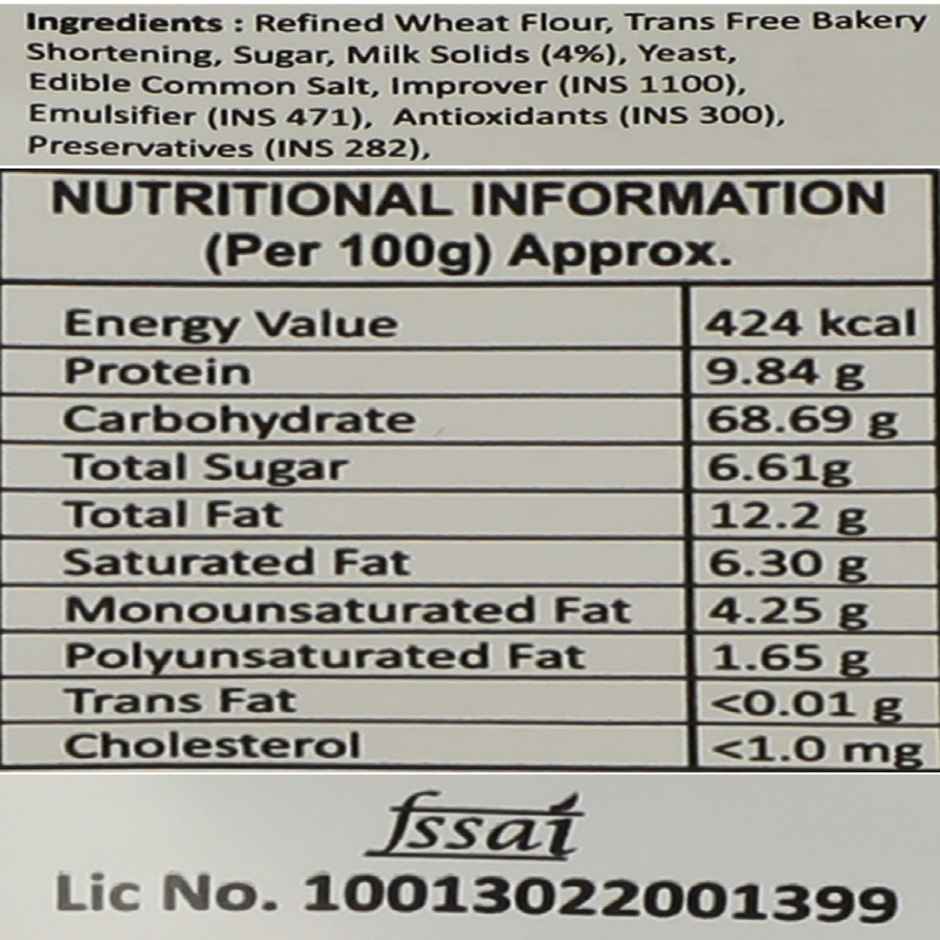 Ingredients : Refined Wheat Flour, Trans Free Bakery
Shortening, Sugar, Milk Solids (4%), Yeast,
Edible Common Salt, Improver (INS 1100),
Emulsifier (INS 471), Antioxidants (INS 300),
Preservatives (INS 282),
NUTRITIONAL INFORMATION
(Per 100g) Approx.
Energy Value 424 kcal
Protein 9.84 g
Carbohydrate 68.69 g
Total Sugar 6.61g
Total Fat 12.2 g
Saturated Fat 6.30 g
Monounsaturated Fat 4.25 g
Polyunsaturated Fat 1.65 g
Trans Fat <0.01 g
Cholesterol <1.0 mg
fssai
Lic No. 10013022001399